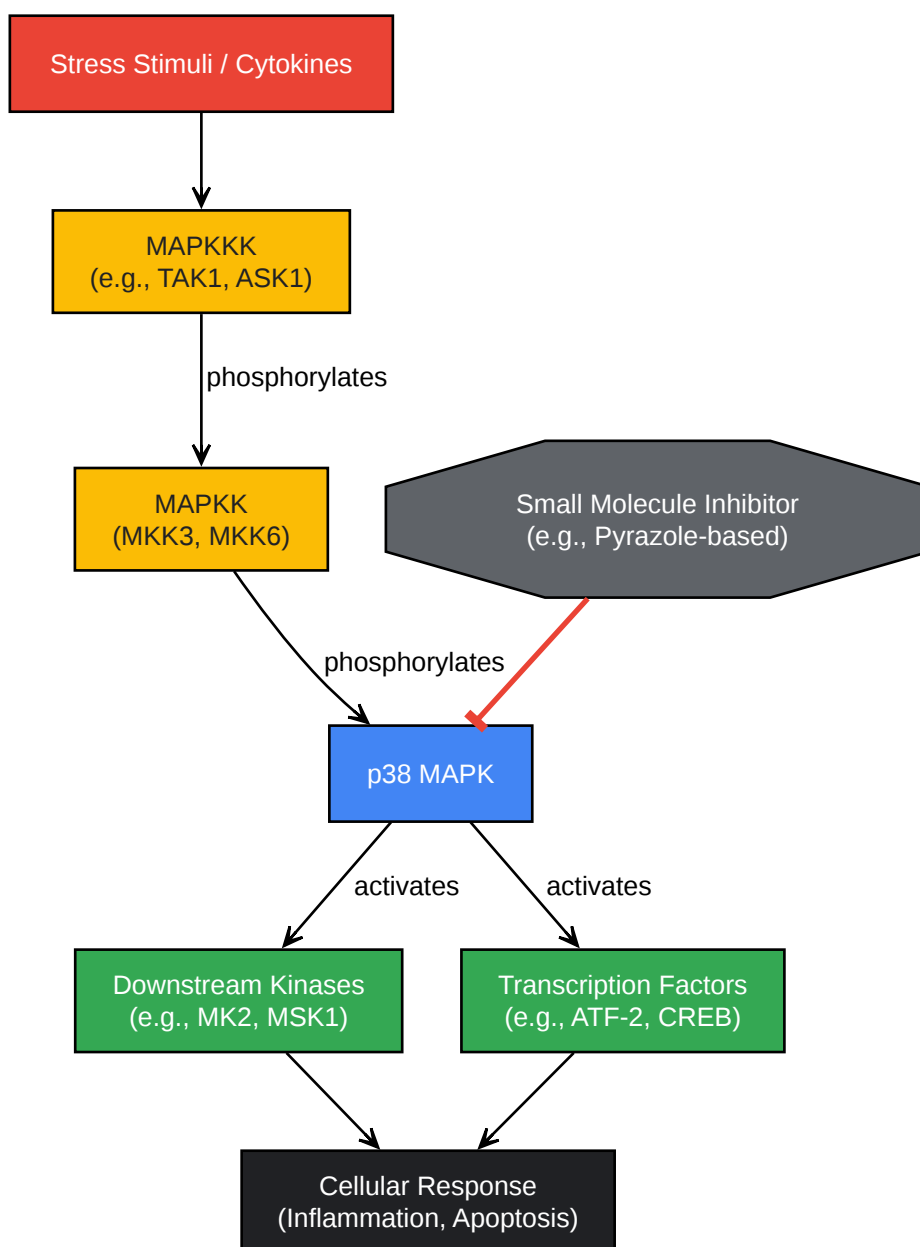 Stress Stimuli / Cytokines
MAPKKK
(e.g., TAK1, ASK1)
phosphorylates
MAPKK
(MKK3, MKK6)
Small Molecule Inhibitor
(e.g., Pyrazole-based)
phosphorylates
p38 MAPK
activates
activates
Downstream Kinases
(e.g., MK2, MSK1)
Transcription Factors
(e.g., ATF-2, CREB)
Cellular Response
(Inflammation, Apoptosis)